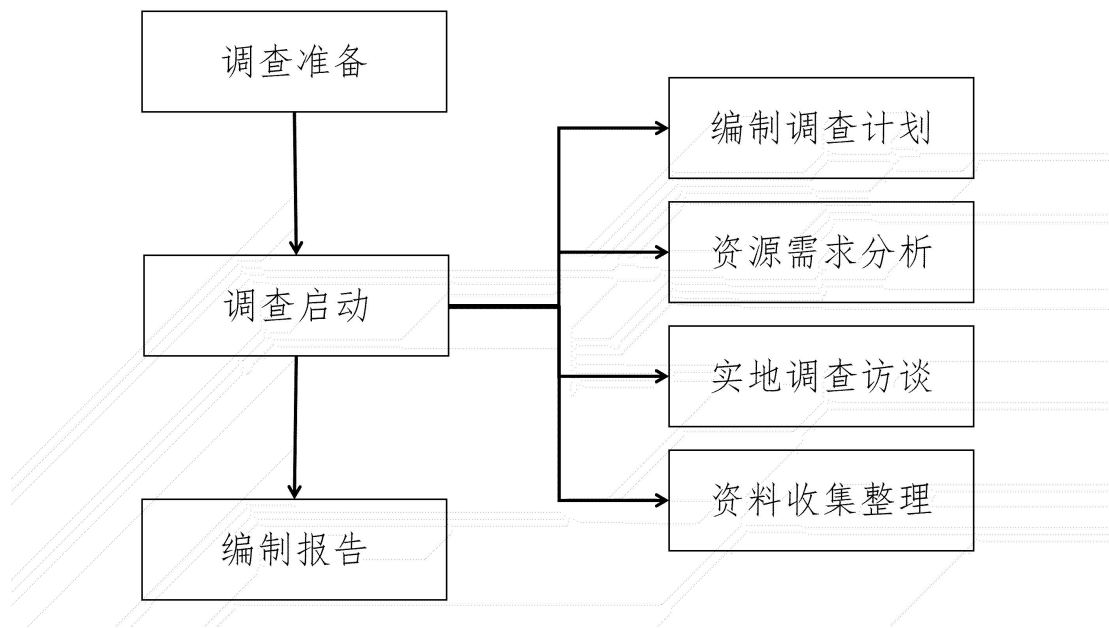 调查准备
调查启动
编制报告
编制调查计划
资源需求分析
实地调查访谈
资料收集整理